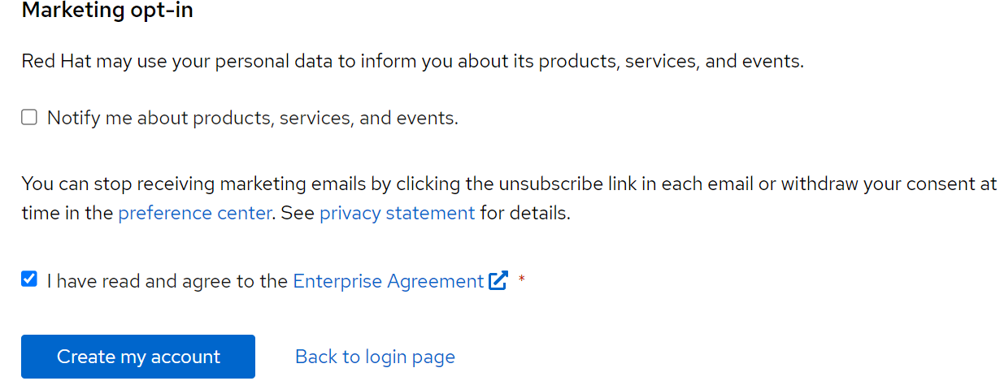 Marketing opt-in
Red Hat may use your personal data to inform you about its products, services, and events.
Notify me about products, services, and events.
You can stop receiving marketing emails by clicking the unsubscribe link in each email or withdraw your consent at
time in the preference center. See privacy statement for details.
I have read and agree to the Enterprise Agreement *
Create my account
Back to login page